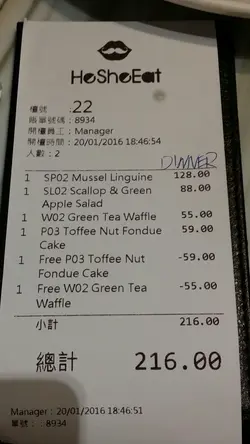 HeSheEat
檯號 :22
賬單號碼 : 8934
開檯員工 : Manager
開檯時間 : 20/01/2016 18:46:54
人數 : 2
DINNER
1 SP02 Mussel Linguine 128.00
1 SL02 Scallop & Green 88.00
Apple Salad
1 W02 Green Tea Waffle 55.00
1 P03 Toffee Nut Fondue 59.00
Cake
1 Free P03 Toffee Nut -59.00
Fondue Cake
1 Free W02 Green Tea -55.00
Waffle
小計 216.00
總計 216.00
Manager : 20/01/2016 18:46:51
單號: .8934